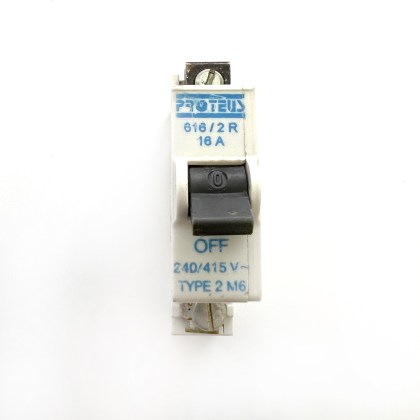 PROTEUS
616/2 R
16 A
O
OFF
240/415 V~
TYPE 2 M6